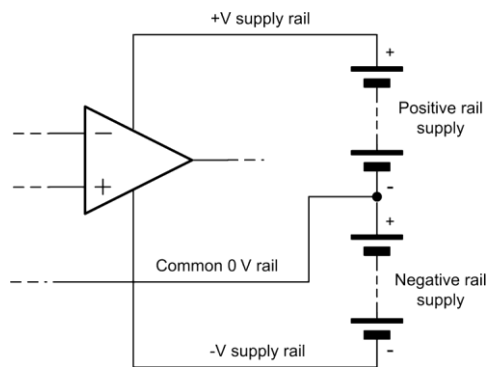 +V supply rail
+
Positive rail
supply
−
+
-
+
Common 0 V rail
Negative rail
supply
-V supply rail
-